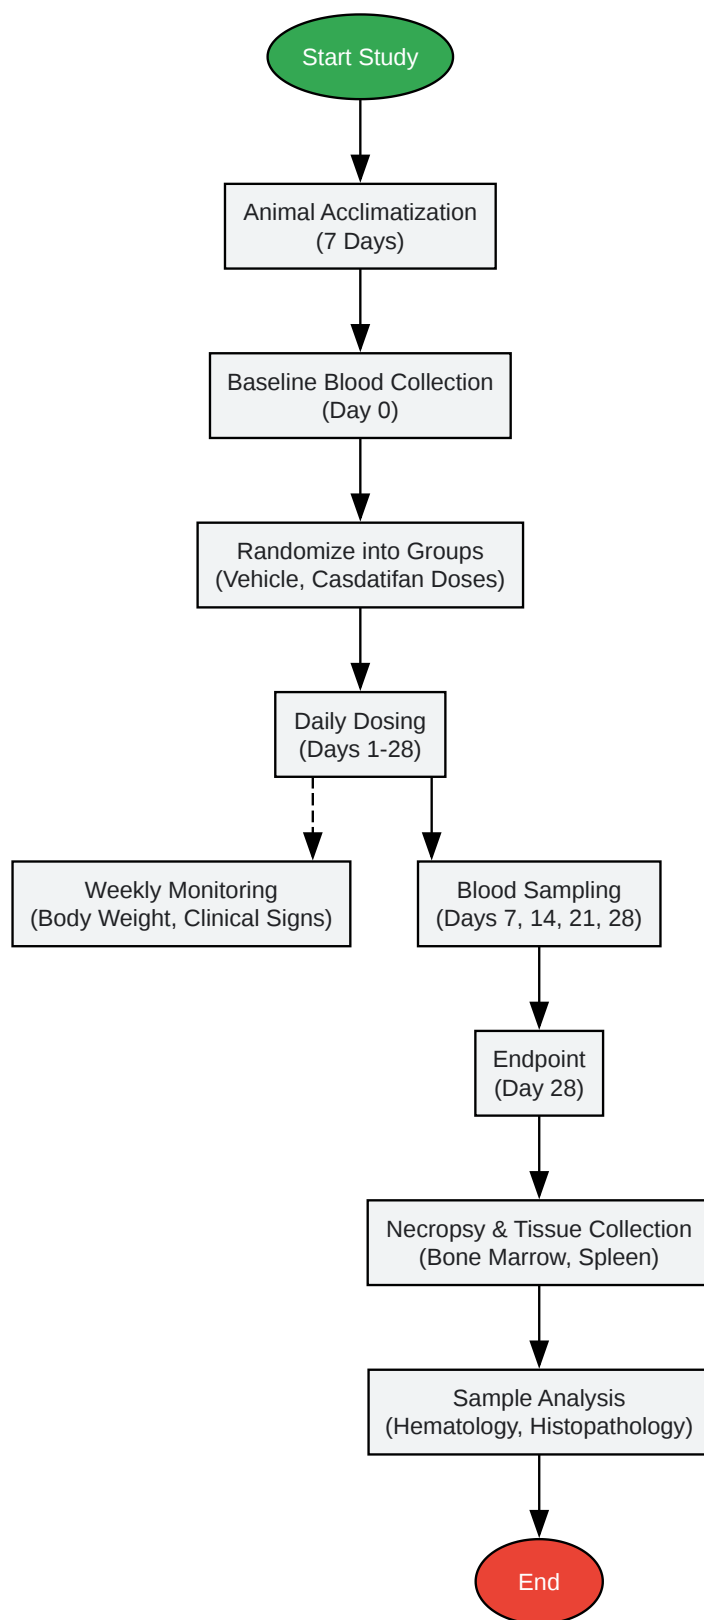 Start Study
Animal Acclimatization
(7 Days)
Baseline Blood Collection
(Day 0)
Randomize into Groups
(Vehicle, Casdatifan Doses)
Daily Dosing
(Days 1-28)
Weekly Monitoring
(Body Weight, Clinical Signs)
Blood Sampling
(Days 7, 14, 21, 28)
Endpoint
(Day 28)
Necropsy & Tissue Collection
(Bone Marrow, Spleen)
Sample Analysis
(Hematology, Histopathology)
End